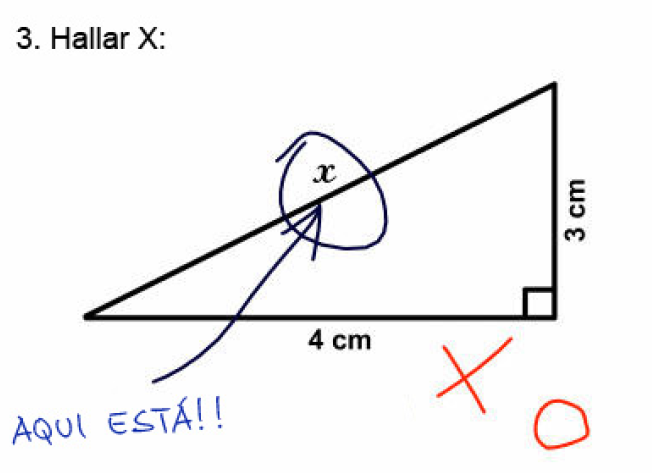 3. Hallar X:
x
3 cm
4 cm
AQUI ESTÁ!!
X O